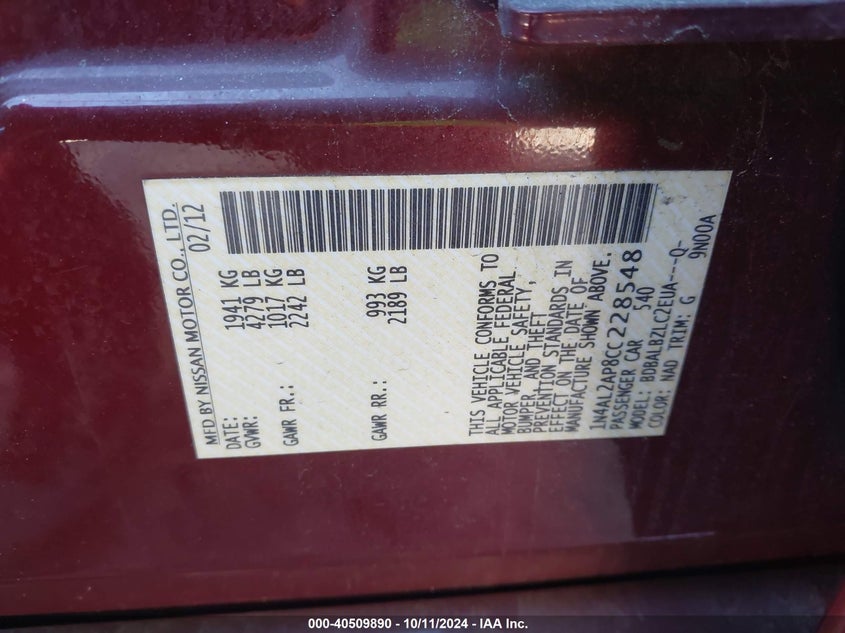 MFD BY NISSAN MOTOR CO., LTD.
DATE: 02/12
GVWR: 1941 KG
4279 LB
GAWR FR.: 1017 KG
2242 LB
GAWR RR.: 993 KG
2189 LB
THIS VEHICLE CONFORMS TO
ALL APPLICABLE FEDERAL
MOTOR VEHICLE SAFETY,
BUMPER, AND THEFT
PREVENTION STANDARDS IN
EFFECT ON THE DATE OF
MANUFACTURE SHOWN ABOVE.
1N4AL2AP8CC228548
PASSENGER CAR 540
MODEL: BDBALBZLC2EUA---Q-
COLOR: NAD TRIM: G 9N00A
000-40509890 - 10/11/2024 - IAA Inc.